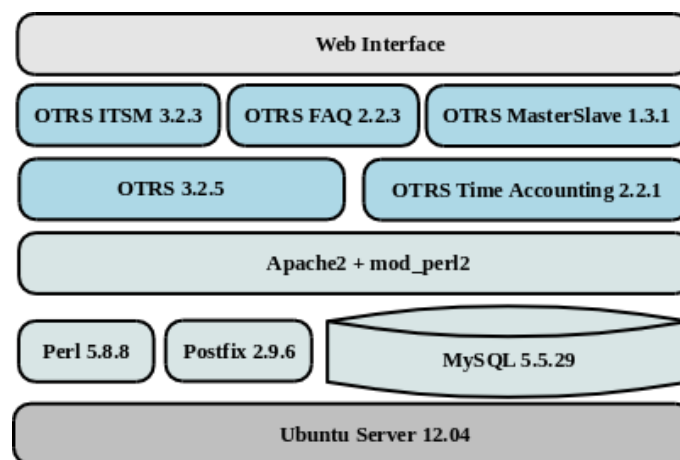 Web Interface
OTRS ITSM 3.2.3
OTRS FAQ 2.2.3
OTRS MasterSlave 1.3.1
OTRS 3.2.5
OTRS Time Accounting 2.2.1
Apache2 + mod_perl2
Perl 5.8.8
Postfix 2.9.6
MySQL 5.5.29
Ubuntu Server 12.04